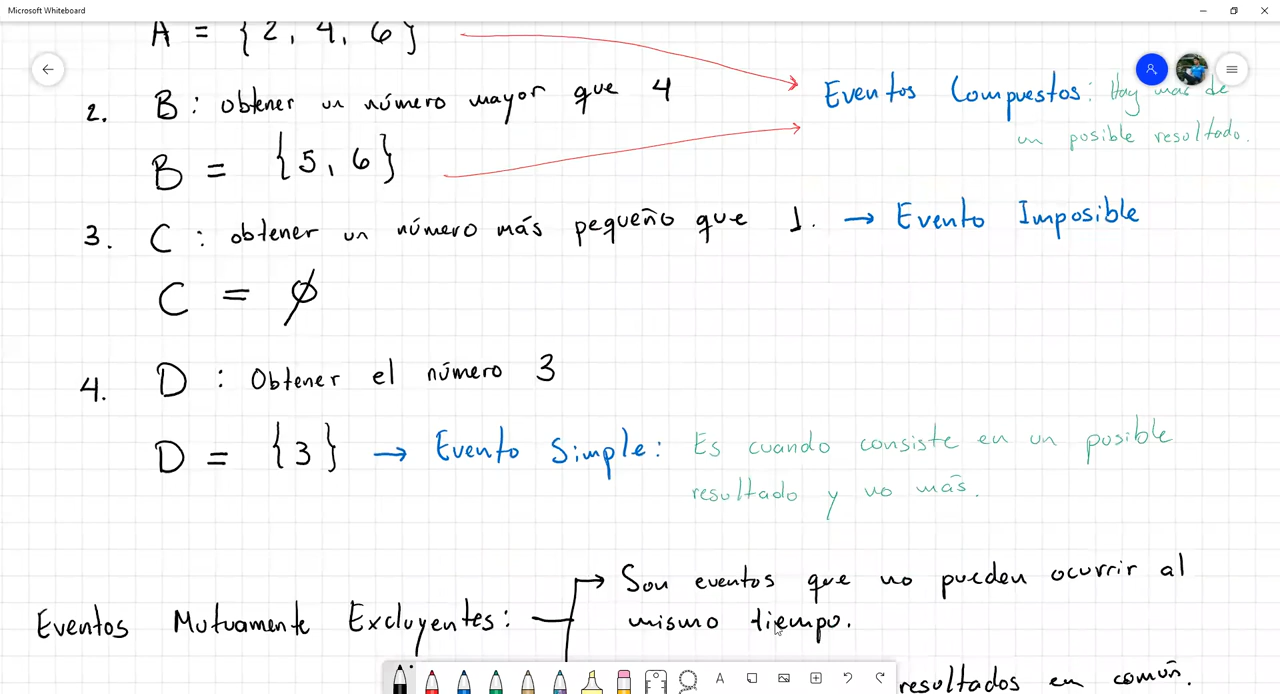 Microsoft Whiteboard
A = {2, 4, 6}
2. B: obtener un número mayor que 4
Eventos Compuestos: Hay más de
un posible resultado.
B = {5, 6}
3. C: obtener un número más pequeño que 1. → Evento Imposible
C = ∅
4. D: Obtener el número 3
D = {3} → Evento Simple: Es cuando consiste en un posible
resultado y no más.
Eventos Mutuamente Excluyentes: → Son eventos que no pueden ocurrir al
mismo tiempo.
resultados en común.